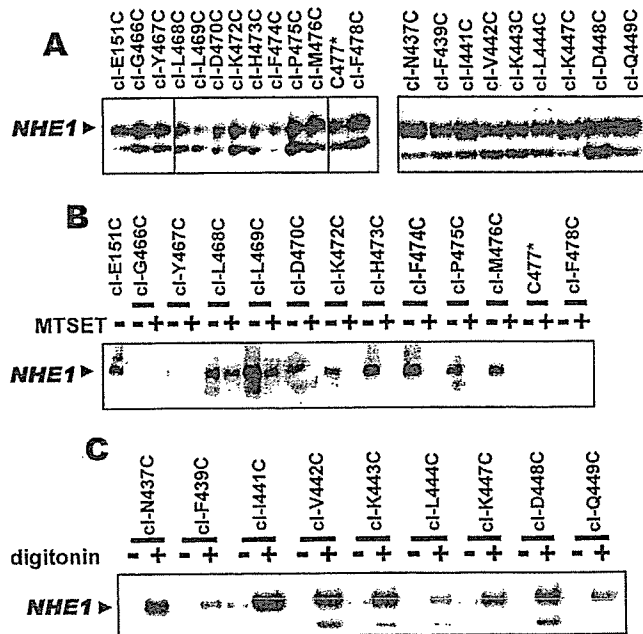 A
cl-E151C
cl-G466C
cl-Y467C
cl-L468C
cl-L469C
cl-D470C
cl-K472C
cl-H473C
cl-F474C
cl-P475C
cl-M476C
C477*
cl-F478C
cl-N437C
cl-F439C
cl-I441C
cl-V442C
cl-K443C
cl-L444C
cl-K447C
cl-D448C
cl-Q449C
NHE1
B
cl-E151C
cl-G466C
cl-Y467C
cl-L468C
cl-L469C
cl-D470C
cl-K472C
cl-H473C
cl-F474C
cl-P475C
cl-M476C
C477*
cl-F478C
MTSET - - + - + - + - + - + - + - + - + - + - + - + - +
NHE1
C
cl-N437C
cl-F439C
cl-I441C
cl-V442C
cl-K443C
cl-L444C
cl-K447C
cl-D448C
cl-Q449C
digitonin - + - + - + - + - + - + - + - + - +
NHE1